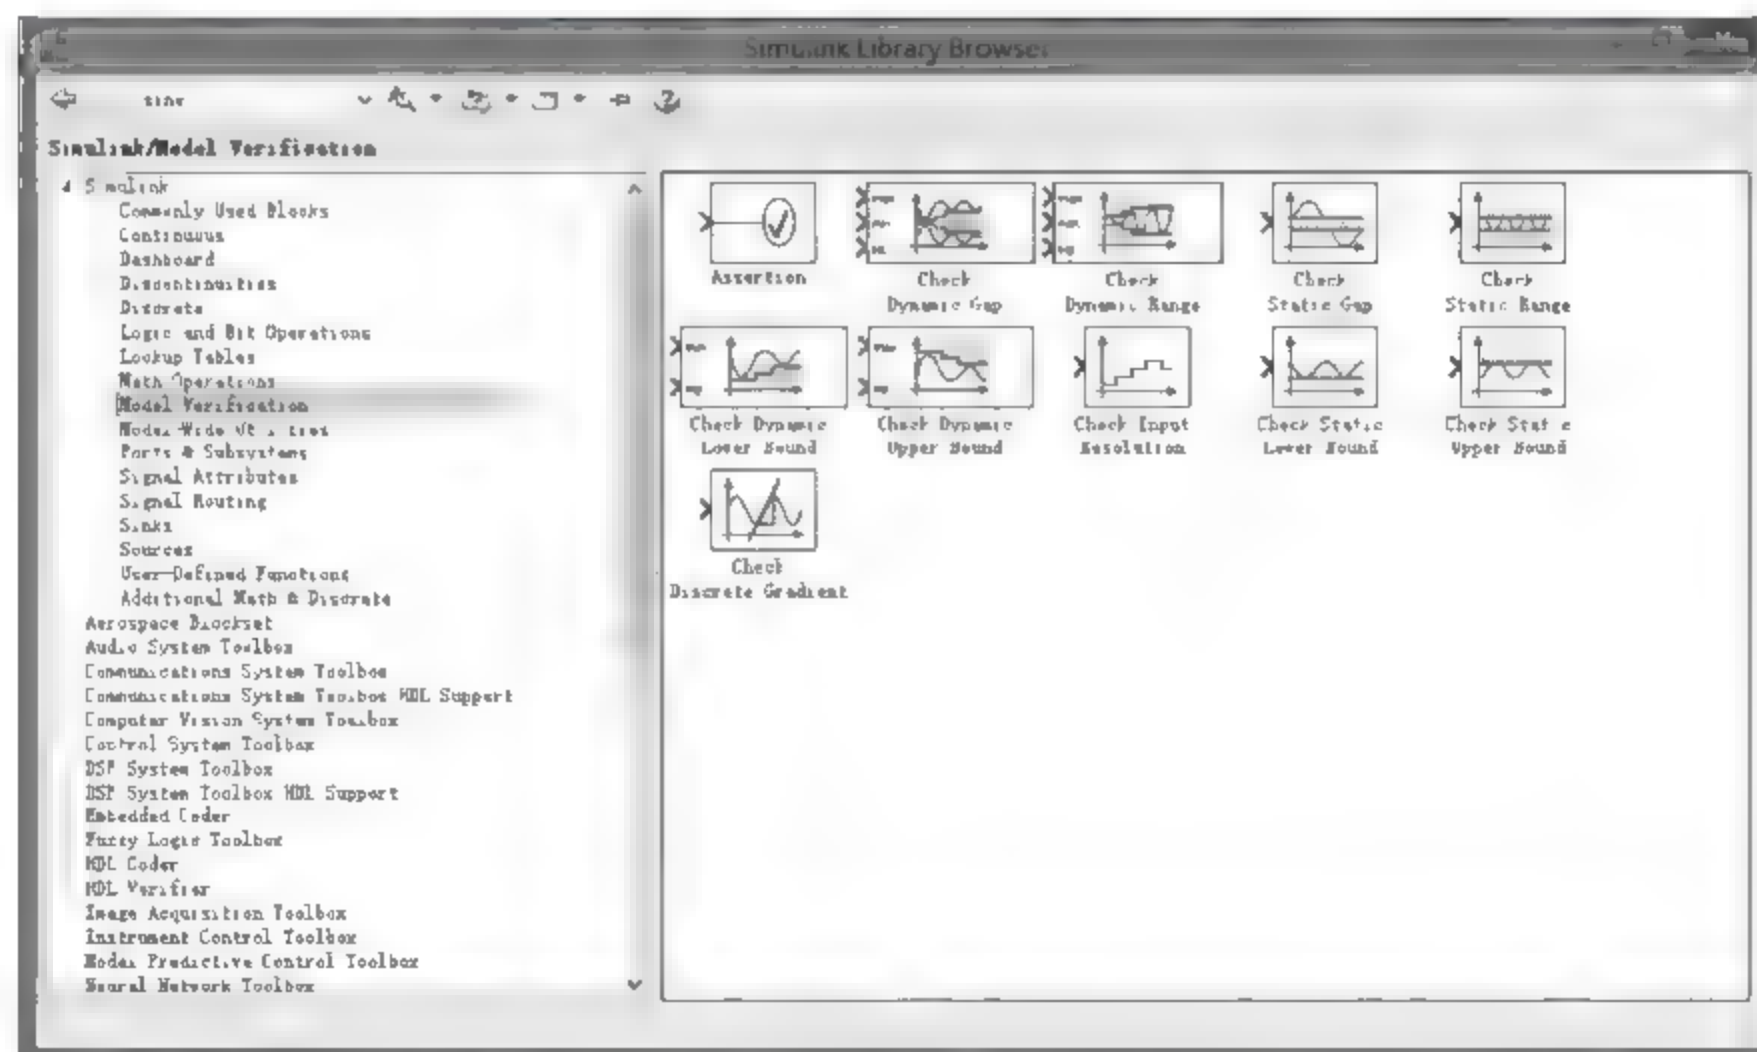 Simulink Library Browser
Simulink/Model Verification
Simulink
Commonly Used Blocks
Continuous
Dashboard
Discontinuities
Discrete
Logic and Bit Operations
Lookup Tables
Math Operations
Model Verification
Model-Wide Utilities
Ports & Subsystems
Signal Attributes
Signal Routing
Sinks
Sources
User-Defined Functions
Additional Math & Discrete
Aerospace Blockset
Audio System Toolbox
Communications System Toolbox
Communications System Toolbox HDL Support
Computer Vision System Toolbox
Control System Toolbox
DSP System Toolbox
DSP System Toolbox HDL Support
Embedded Coder
Fuzzy Logic Toolbox
HDL Coder
HDL Verifier
Image Acquisition Toolbox
Instrument Control Toolbox
Model Predictive Control Toolbox
Neural Network Toolbox
Assertion
Check
Dynamic Gap
Check
Dynamic Range
Check
Static Gap
Check
Static Range
Check Dynamic
Lower Bound
Check Dynamic
Upper Bound
Check Input
Resolution
Check Static
Lower Bound
Check Static
Upper Bound
Check
Discrete Gradient